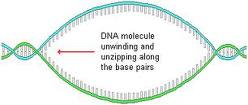 DNA molecule
unwinding and
unzipping along
the base pairs